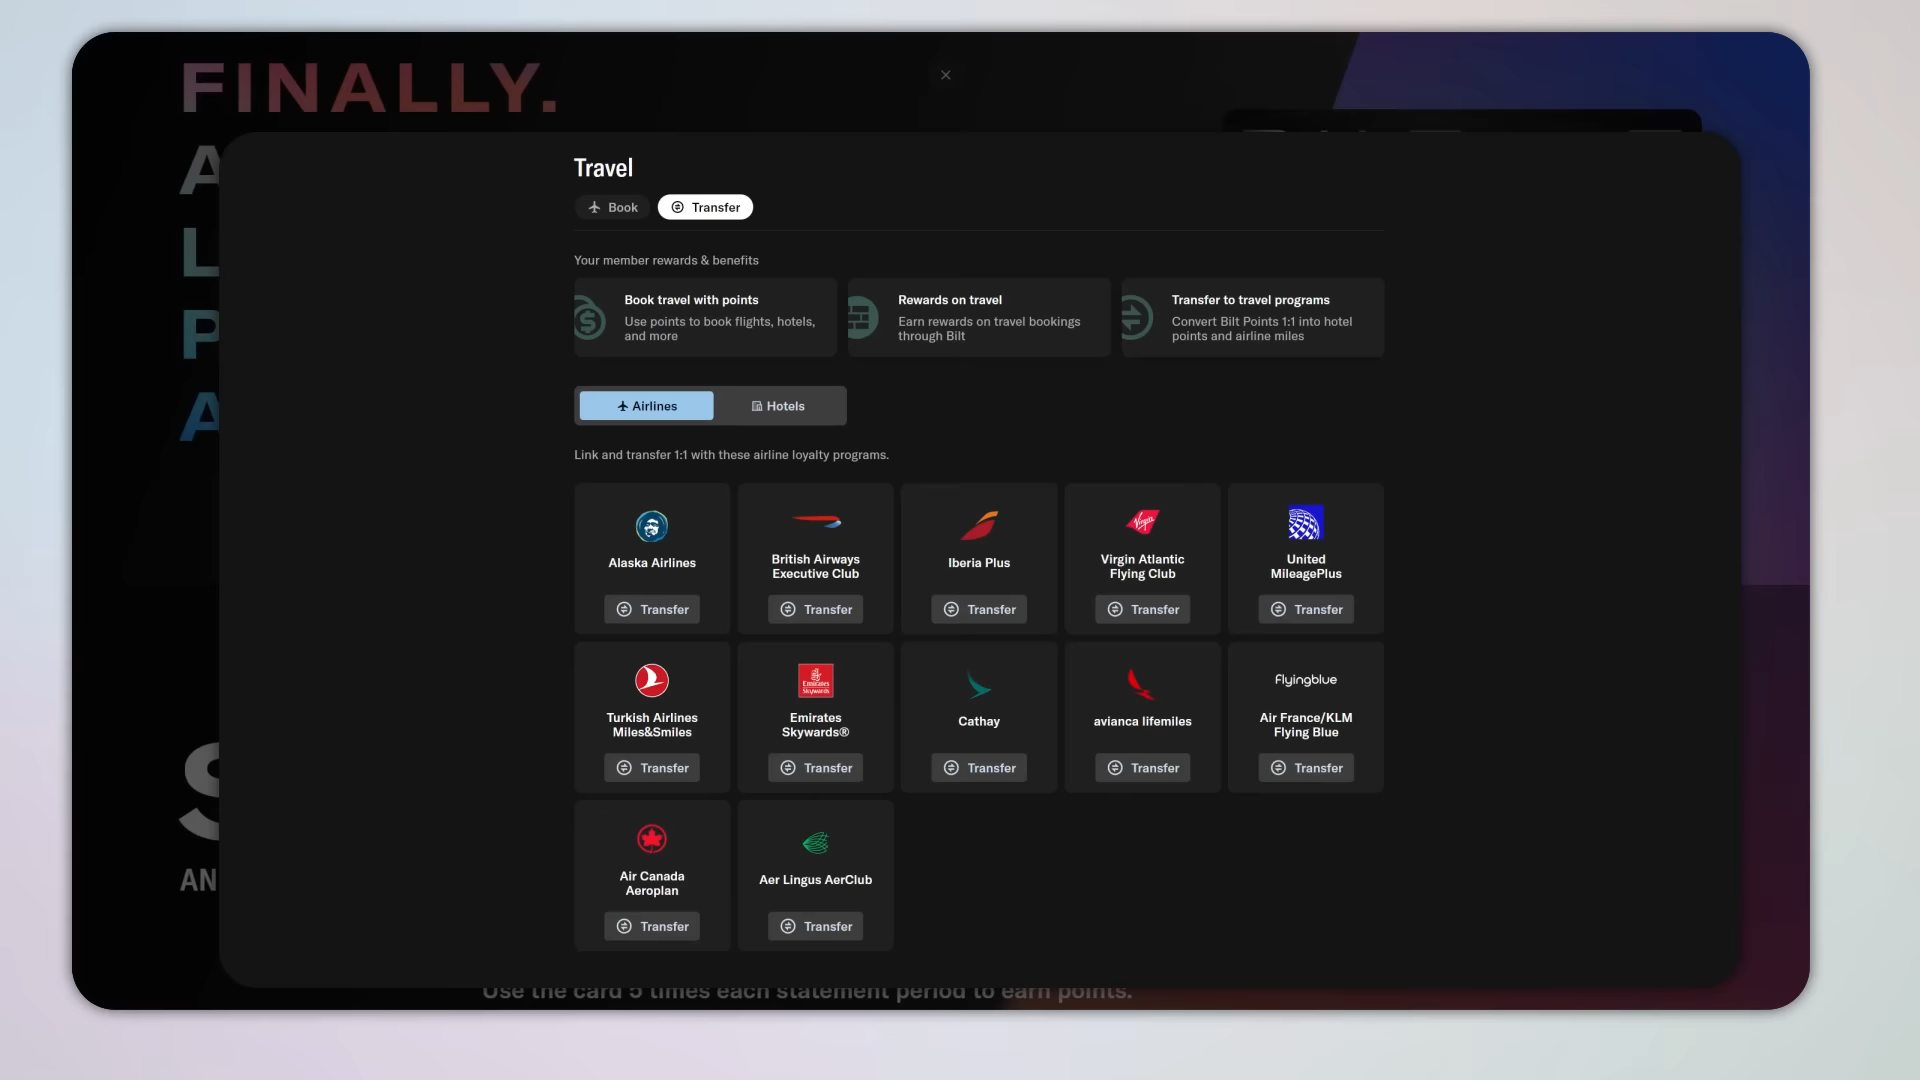 FINALLY.
A
L
P
A
S
AN
Travel
Book
Transfer
Your member rewards & benefits
Book travel with points
Use points to book flights, hotels,
and more
Rewards on travel
Earn rewards on travel bookings
through Bilt
Transfer to travel programs
Convert Bilt Points 1:1 into hotel
points and airline miles
Airlines
Hotels
Link and transfer 1:1 with these airline loyalty programs.
Alaska Airlines
Transfer
British Airways
Executive Club
Transfer
Iberia Plus
Transfer
Virgin
Virgin Atlantic
Flying Club
Transfer
United
MileagePlus
Transfer
Turkish Airlines
Miles&Smiles
Transfer
Emirates
Skywards
Emirates
Skywards®
Transfer
Cathay
Transfer
avianca lifemiles
Transfer
Flyingblue
Air France/KLM
Flying Blue
Transfer
Air Canada
Aeroplan
Transfer
Aer Lingus AerClub
Transfer
Use the card 5 times each statement period to earn points.